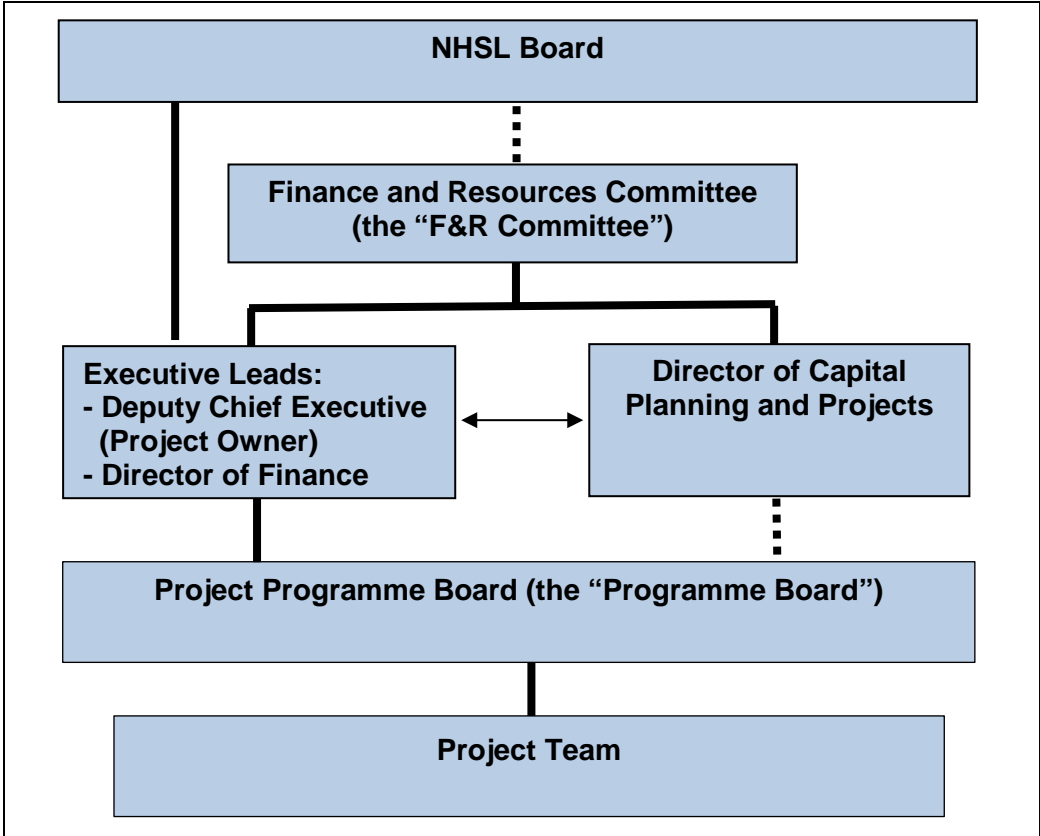 NHSL Board
Finance and Resources Committee
(the “F&R Committee”)
Executive Leads:
- Deputy Chief Executive
(Project Owner)
- Director of Finance
Director of Capital
Planning and Projects
Project Programme Board (the “Programme Board”)
Project Team